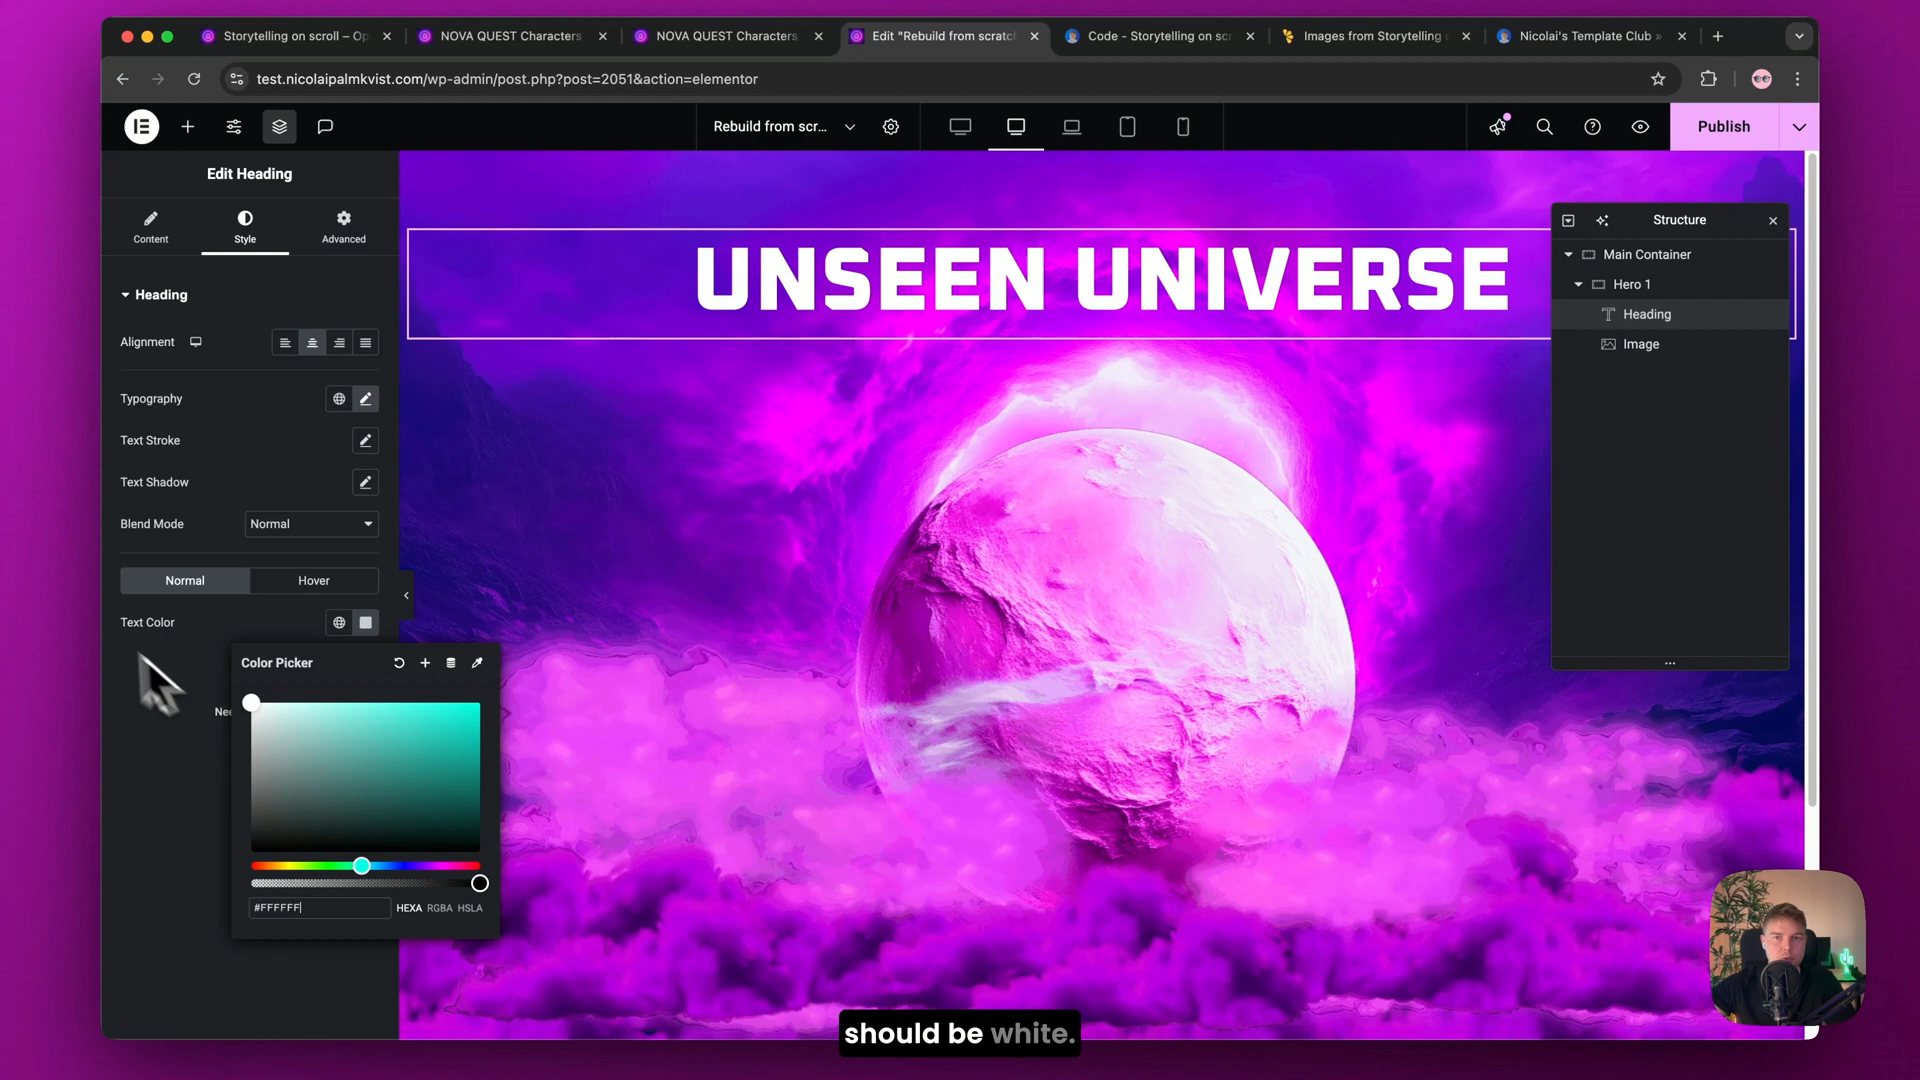 Storytelling on scroll – Op
NOVA QUEST Characters
NOVA QUEST Characters
Edit "Rebuild from scratch
Code - Storytelling on scr
Images from Storytelling
Nicolai's Template Club »
test.nicolaipalmkvist.com/wp-admin/post.php?post=2051&action=elementor
Rebuild from scr...
Publish
Edit Heading
Content
Style
Advanced
Heading
Alignment
Typography
Text Stroke
Text Shadow
Blend Mode
Normal
Normal
Hover
Text Color
Nee
Color Picker
#FFFFFF
HEXA
RGBA
HSLA
UNSEEN UNIVERSE
Structure
Main Container
Hero 1
Heading
Image
should be white.